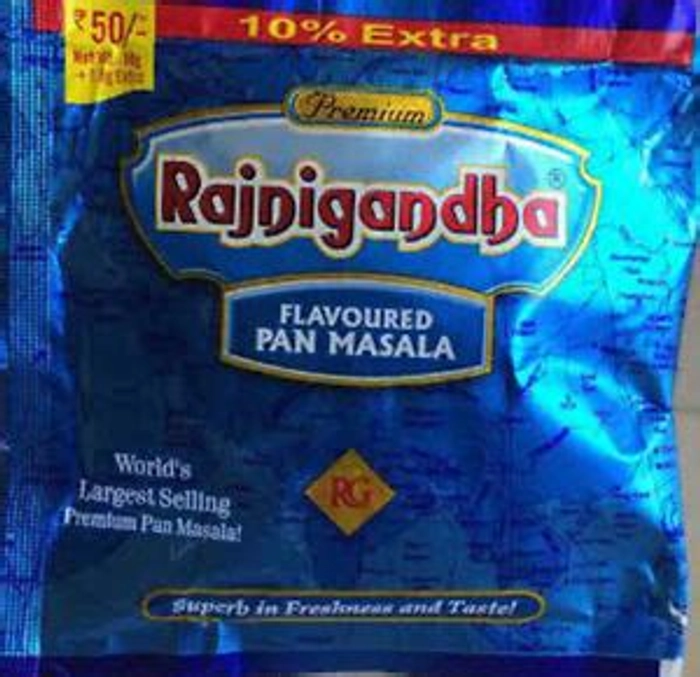 ₹50/-
Extra
10% Extra
Premium
Rajnigandha®
FLAVOURED
PAN MASALA
World's
Largest Selling
Premium Pan Masala!
RG
Superb in Freshness and Taste!